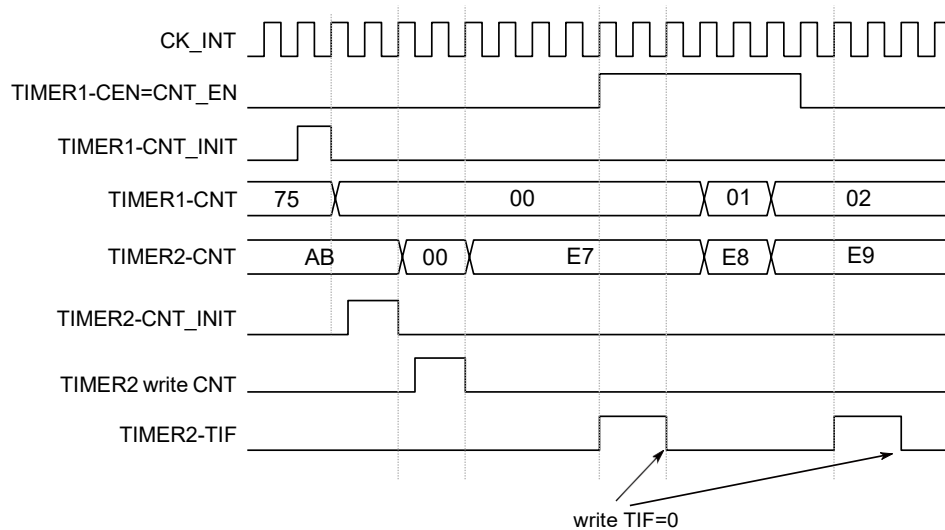 CK_INT
TIMER1-CEN=CNT_EN
TIMER1-CNT_INIT
TIMER1-CNT
75
00
01
02
TIMER2-CNT
AB
00
E7
E8
E9
TIMER2-CNT_INIT
TIMER2 write CNT
TIMER2-TIF
write TIF=0